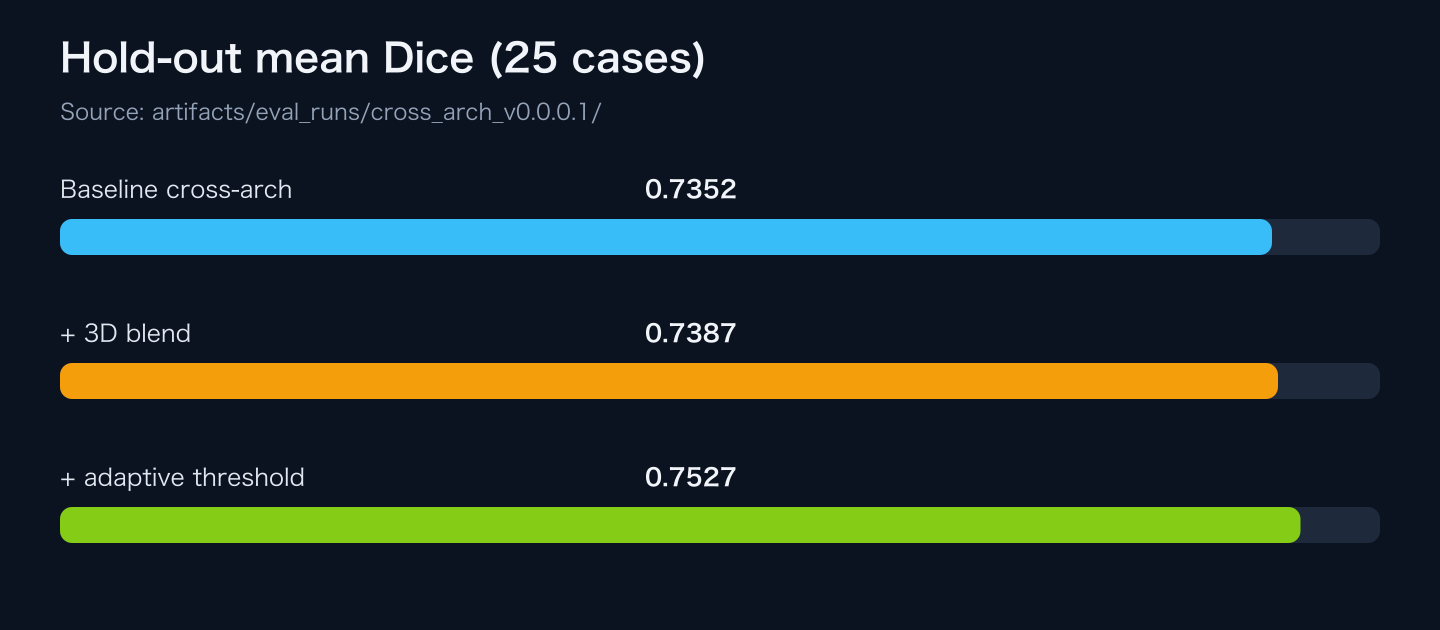 Hold-out mean Dice (25 cases)
Source: artifacts/eval_runs/cross_arch_v0.0.0.1/
Baseline cross-arch 0.7352
+ 3D blend 0.7387
+ adaptive threshold 0.7527